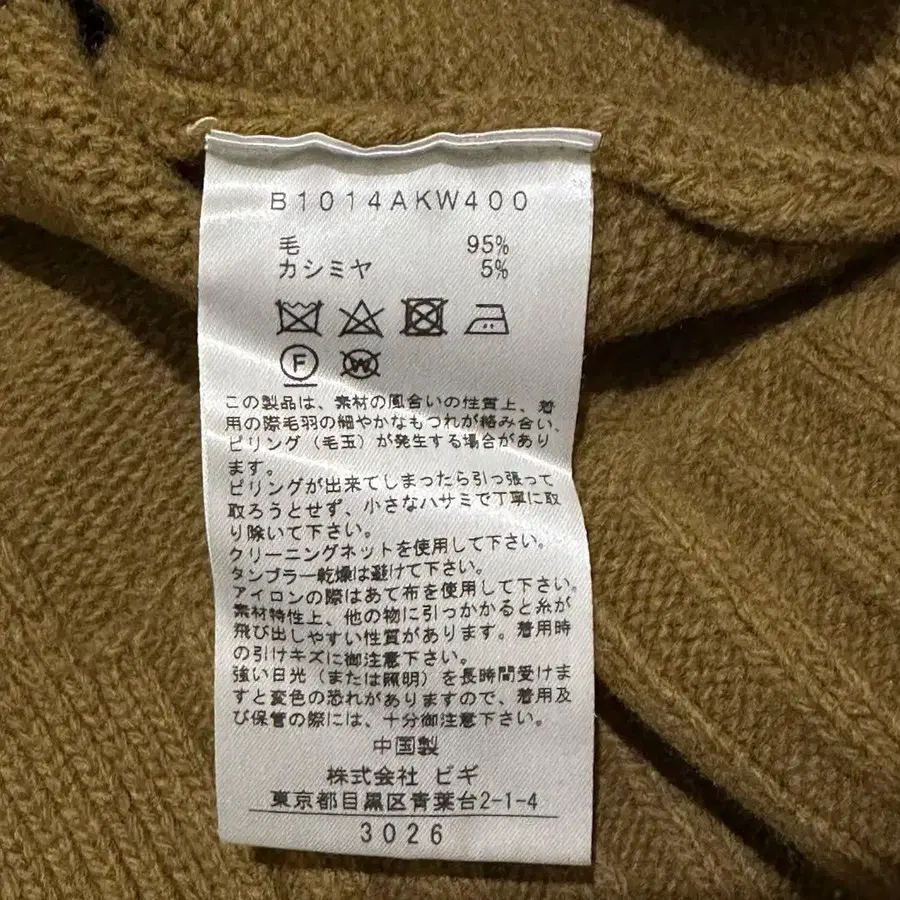 B1014AKW400
毛 95%
カシミヤ 5%
F W
この製品は、素材の風合いの性質上、着
用の際毛羽の細やかなもつれが絡み合い、
ピリング（毛玉）が発生する場合があり
ます。
ピリングが出来てしまったら引っ張って
取ろうとせず、小さなハサミで丁寧に取
り除いて下さい。
クリーニングネットを使用して下さい。
タンブラー乾燥は避けて下さい。
アイロンの際はあて布を使用して下さい。
素材特性上、他の物に引っかかると糸が
飛び出しやすい性質があります。着用時
の引けキズに御注意下さい。
強い日光（または照明）を長時間受けま
すと変色の恐れがありますので、着用及
び保管の際には、十分御注意下さい。
中国製
株式会社 ビギ
東京都目黒区青葉台2-1-4
3026